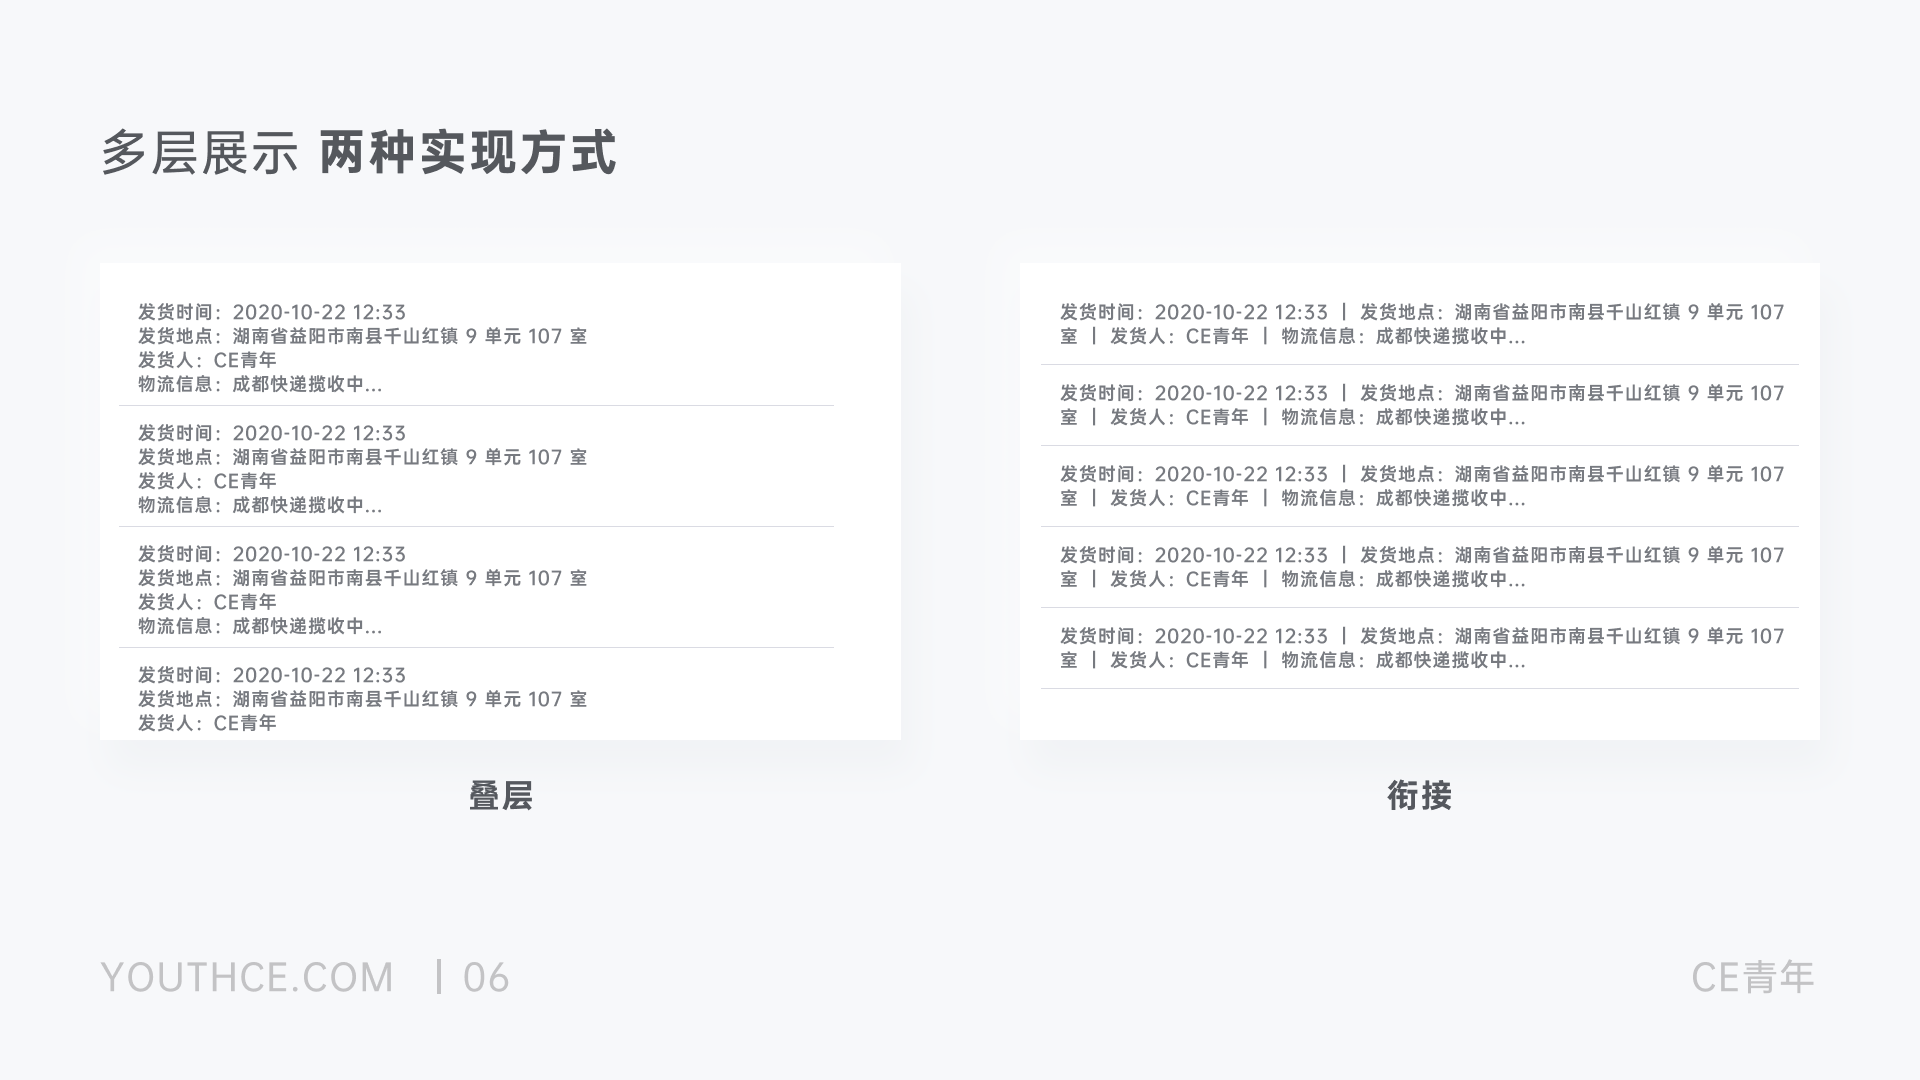 多层展示 两种实现方式
发货时间：2020-10-22 12:33
发货地点：湖南省益阳市南县千山红镇 9 单元 107 室
发货人：CE青年
物流信息：成都快递揽收中...
发货时间：2020-10-22 12:33
发货地点：湖南省益阳市南县千山红镇 9 单元 107 室
发货人：CE青年
物流信息：成都快递揽收中...
发货时间：2020-10-22 12:33
发货地点：湖南省益阳市南县千山红镇 9 单元 107 室
发货人：CE青年
物流信息：成都快递揽收中...
发货时间：2020-10-22 12:33
发货地点：湖南省益阳市南县千山红镇 9 单元 107 室
发货人：CE青年
叠层
发货时间：2020-10-22 12:33 | 发货地点：湖南省益阳市南县千山红镇 9 单元 107
室 | 发货人：CE青年 | 物流信息：成都快递揽收中...
发货时间：2020-10-22 12:33 | 发货地点：湖南省益阳市南县千山红镇 9 单元 107
室 | 发货人：CE青年 | 物流信息：成都快递揽收中...
发货时间：2020-10-22 12:33 | 发货地点：湖南省益阳市南县千山红镇 9 单元 107
室 | 发货人：CE青年 | 物流信息：成都快递揽收中...
发货时间：2020-10-22 12:33 | 发货地点：湖南省益阳市南县千山红镇 9 单元 107
室 | 发货人：CE青年 | 物流信息：成都快递揽收中...
发货时间：2020-10-22 12:33 | 发货地点：湖南省益阳市南县千山红镇 9 单元 107
室 | 发货人：CE青年 | 物流信息：成都快递揽收中...
衔接
YOUTHCE.COM | 06
CE青年